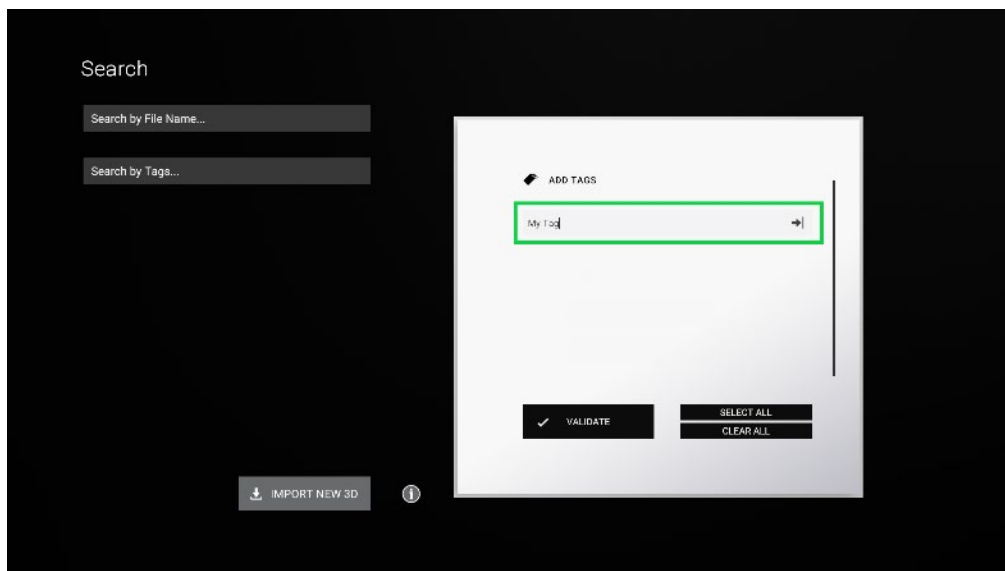 Search
Search by File Name...
Search by Tags...
ADD TAGS
My Tag
VALIDATE
SELECT ALL
CLEAR ALL
IMPORT NEW 3D